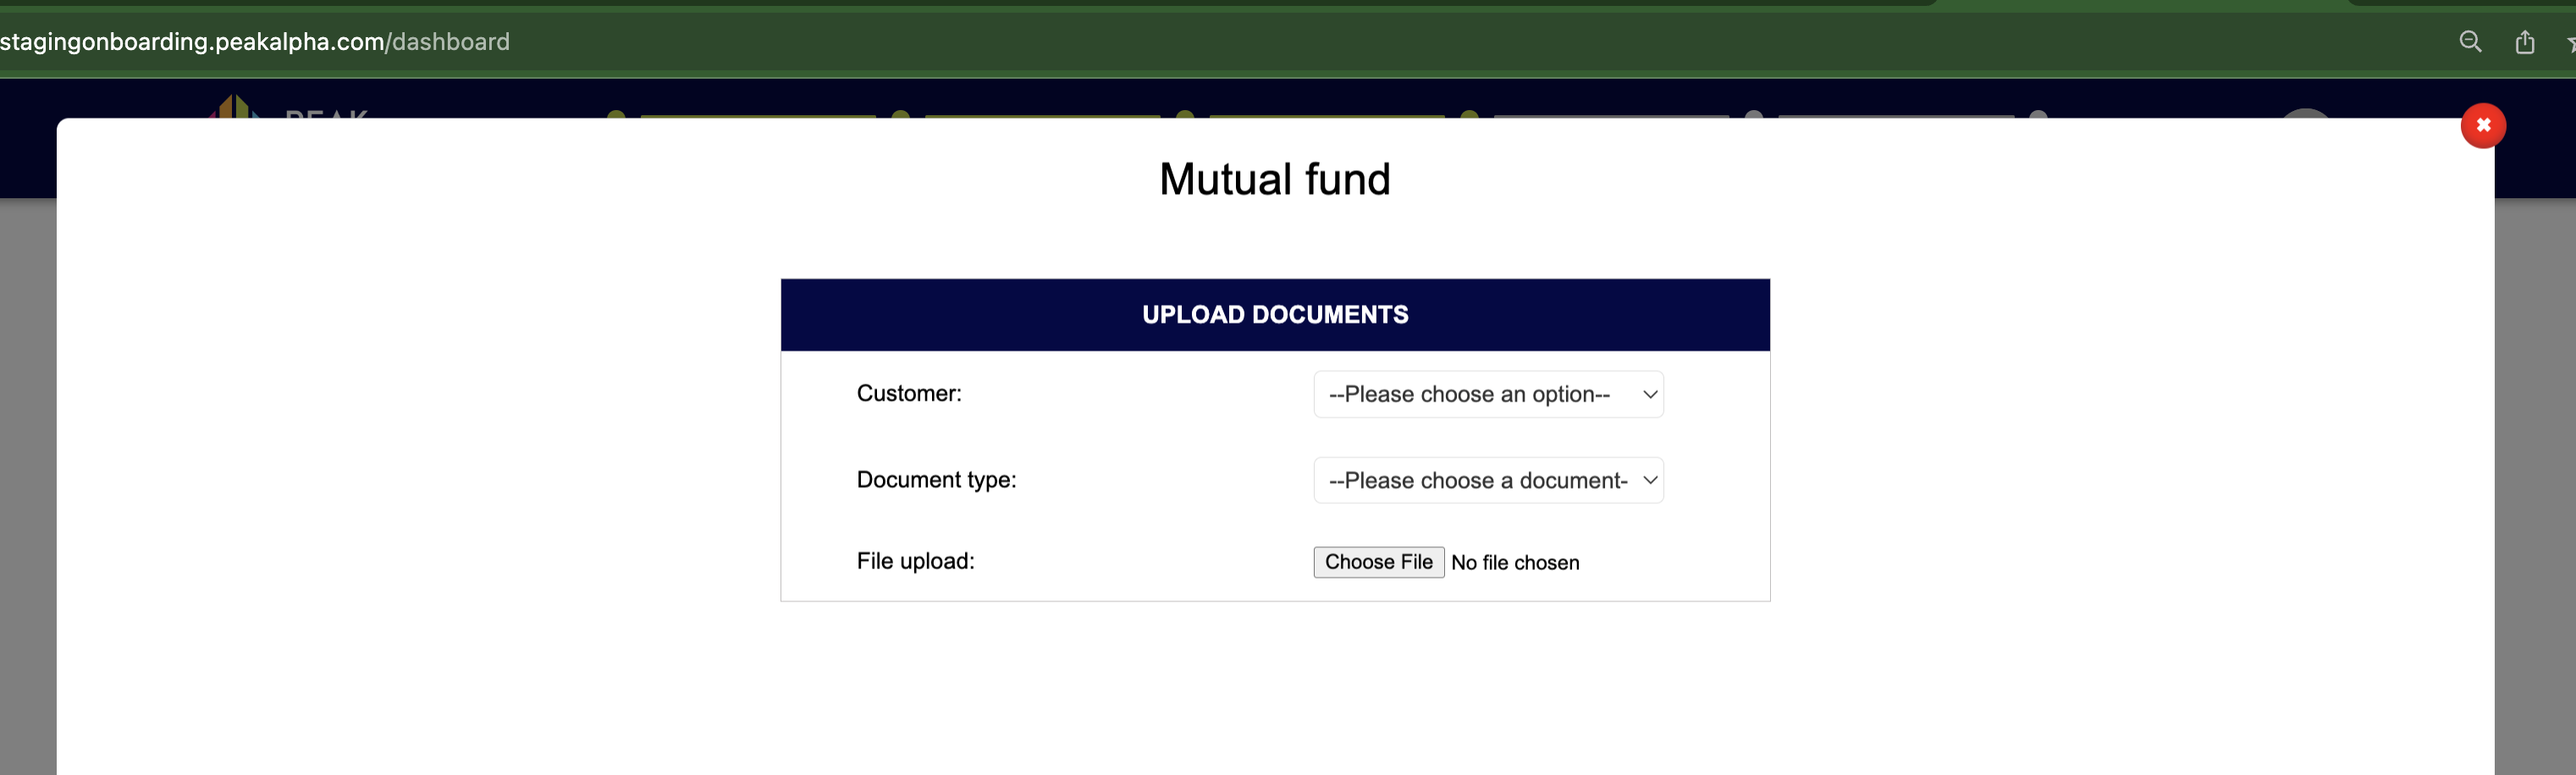 stagingonboarding.peakalpha.com/dashboard
PEAK
Mutual fund
UPLOAD DOCUMENTS
Customer: --Please choose an option--
Document type: --Please choose a document-
File upload: Choose File No file chosen